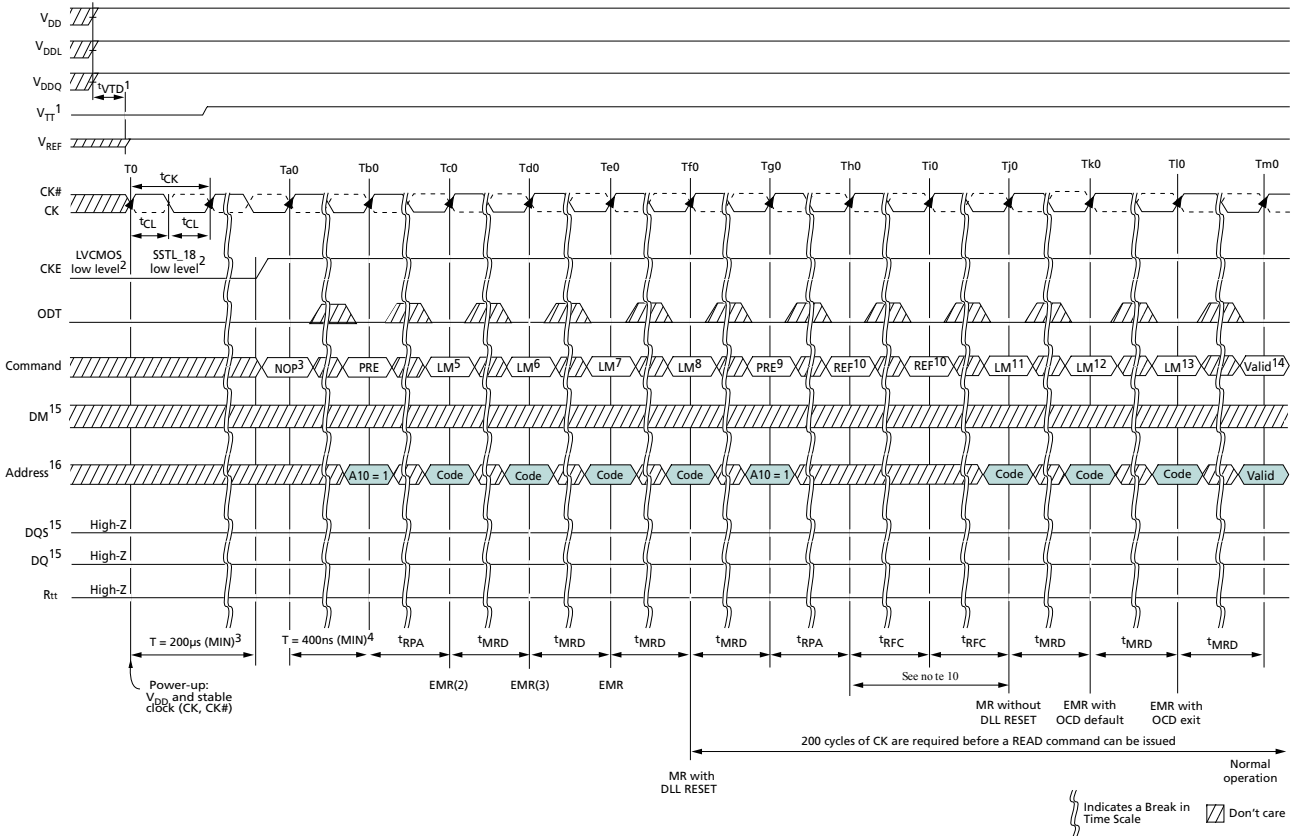 VDD
VDDL
VDDQ
tVTD1
VTT1
VREF
T0 Ta0 Tb0 Tc0 Td0 Te0 Tf0 Tg0 Th0 Ti0 Tj0 Tk0 Tl0 Tm0
tCK
CK#
CK
tCL tCL
LVCMOS
low level2
SSTL_18
low level2
CKE
ODT
Command NOP3 PRE LM5 LM6 LM7 LM8 PRE9 REF10 REF10 LM11 LM12 LM13 Valid14
DM15
Address16 A10 = 1 Code Code Code Code A10 = 1 Code Code Code Valid
DQS15 High-Z
DQ15 High-Z
Rtt High-Z
T = 200µs (MIN)3 T = 400ns (MIN)4 tRPA tMRD tMRD tMRD tMRD tRPA tRFC tRFC tMRD tMRD tMRD
Power-up:
VDD and stable
clock (CK, CK#)
EMR(2) EMR(3) EMR
See no te 10
MR without
DLL RESET
EMR with
OCD default
EMR with
OCD exit
200 cycles of CK are required before a READ command can be issued
MR with
DLL RESET
Normal
operation
Indicates a Break in
Time Scale
Don't care